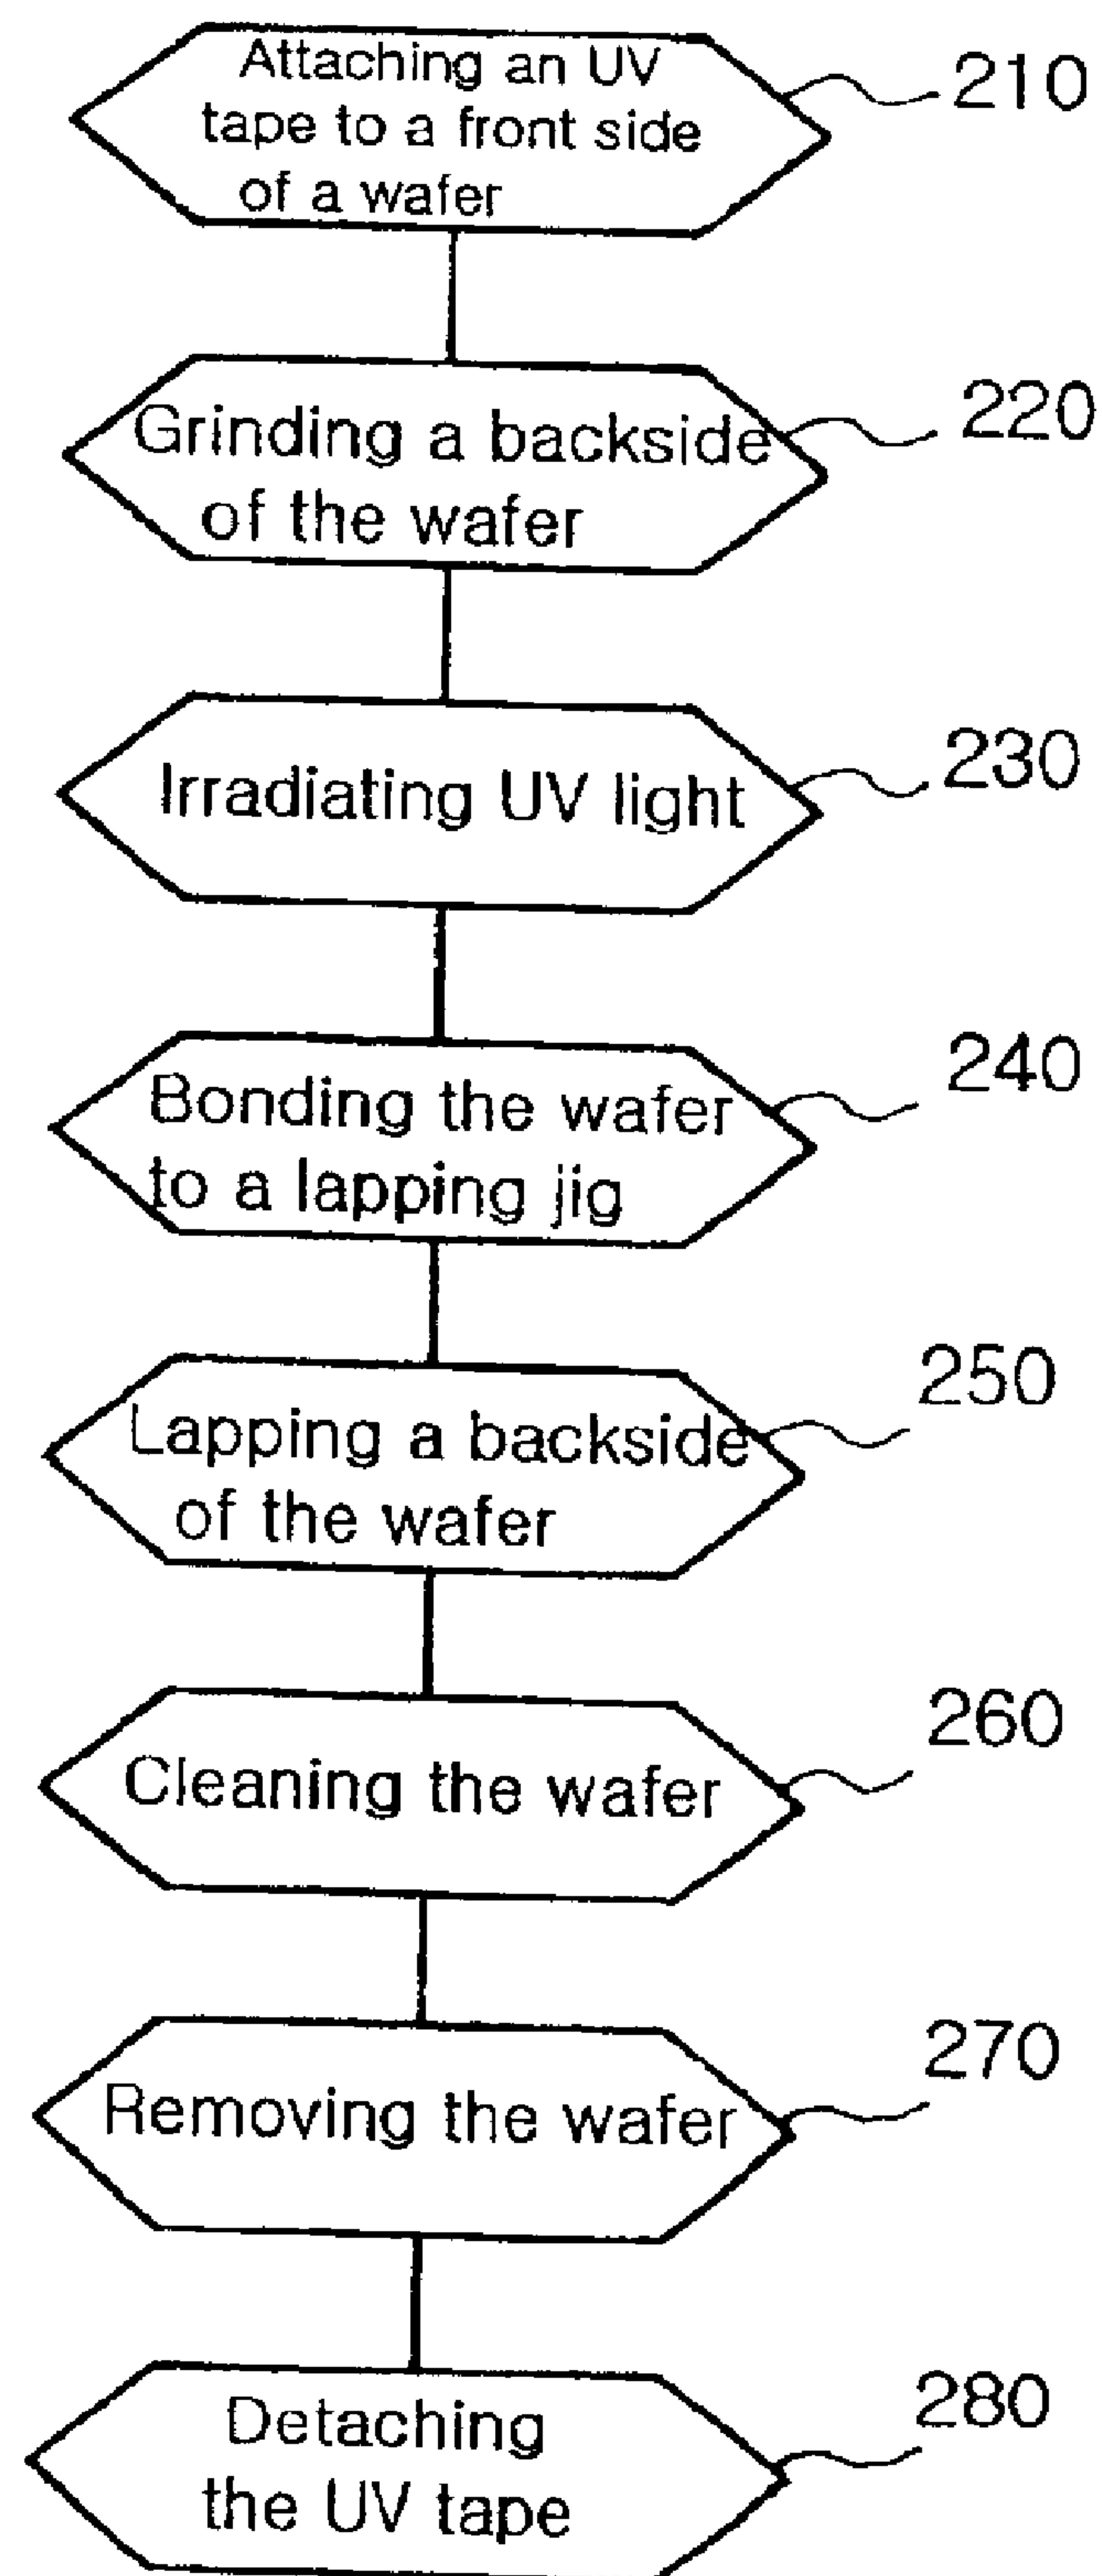 Attaching an UV
tape to a front side
of a wafer
210
Grinding a backside
of the wafer
220
Irradiating UV light
230
Bonding the wafer
to a lapping jig
240
Lapping a backside
of the wafer
250
Cleaning the wafer
260
Removing the wafer
270
Detaching
the UV tape
280